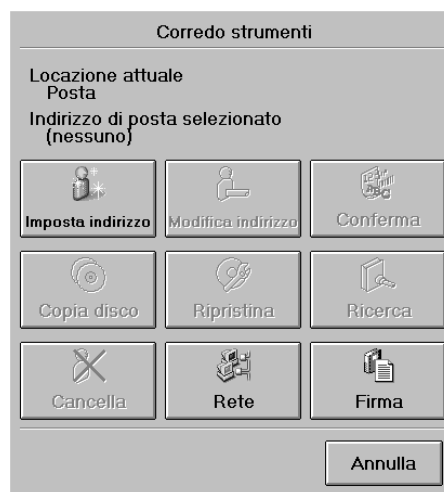 Corredo strumenti
Locazione attuale
Posta
Indirizzo di posta selezionato
(nessuno)
Imposta indirizzo
Modifica indirizzo
Conferma
Copia disco
Ripristina
Ricerca
Cancella
Rete
Firma
Annulla